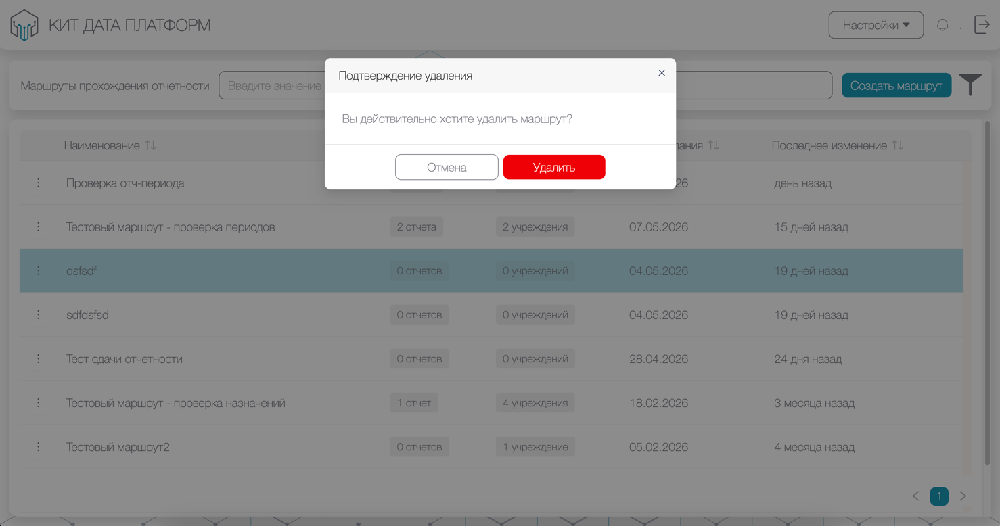 КИТ ДАТА ПЛАТФОРМ
Настройки
Подтверждение удаления
Маршруты прохождения отчетности
Введите значение
Создать маршрут
Вы действительно хотите удалить маршрут?
Отмена
Удалить
Наименование
Последнее изменение
Проверка отч-периода
день назад
Тестовый маршрут - проверка периодов 2 отчета 2 учреждения 07.05.2026 15 дней назад
dsfsdf 0 отчетов 0 учреждений 04.05.2026 19 дней назад
sdfdsfsd 0 отчетов 0 учреждений 04.05.2026 19 дней назад
Тест сдачи отчетности 0 отчетов 0 учреждений 28.04.2026 24 дня назад
Тестовый маршрут - проверка назначений 1 отчет 4 учреждения 18.02.2026 3 месяца назад
Тестовый маршрут2 0 отчетов 1 учреждение 05.02.2026 4 месяца назад
1